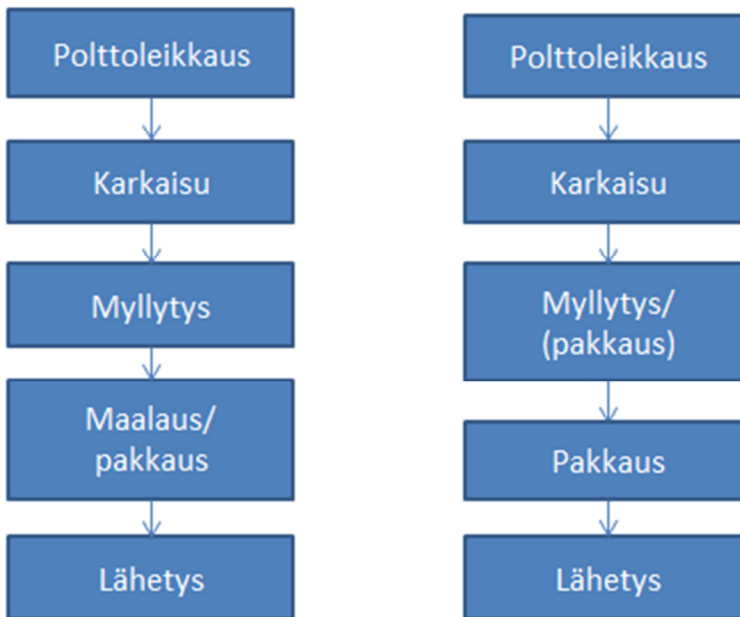 Polttoleikkaus
Karkaisu
Myllytys
Maalaus/
pakkaus
Lähetys
Polttoleikkaus
Karkaisu
Myllytys/
(pakkaus)
Pakkaus
Lähetys